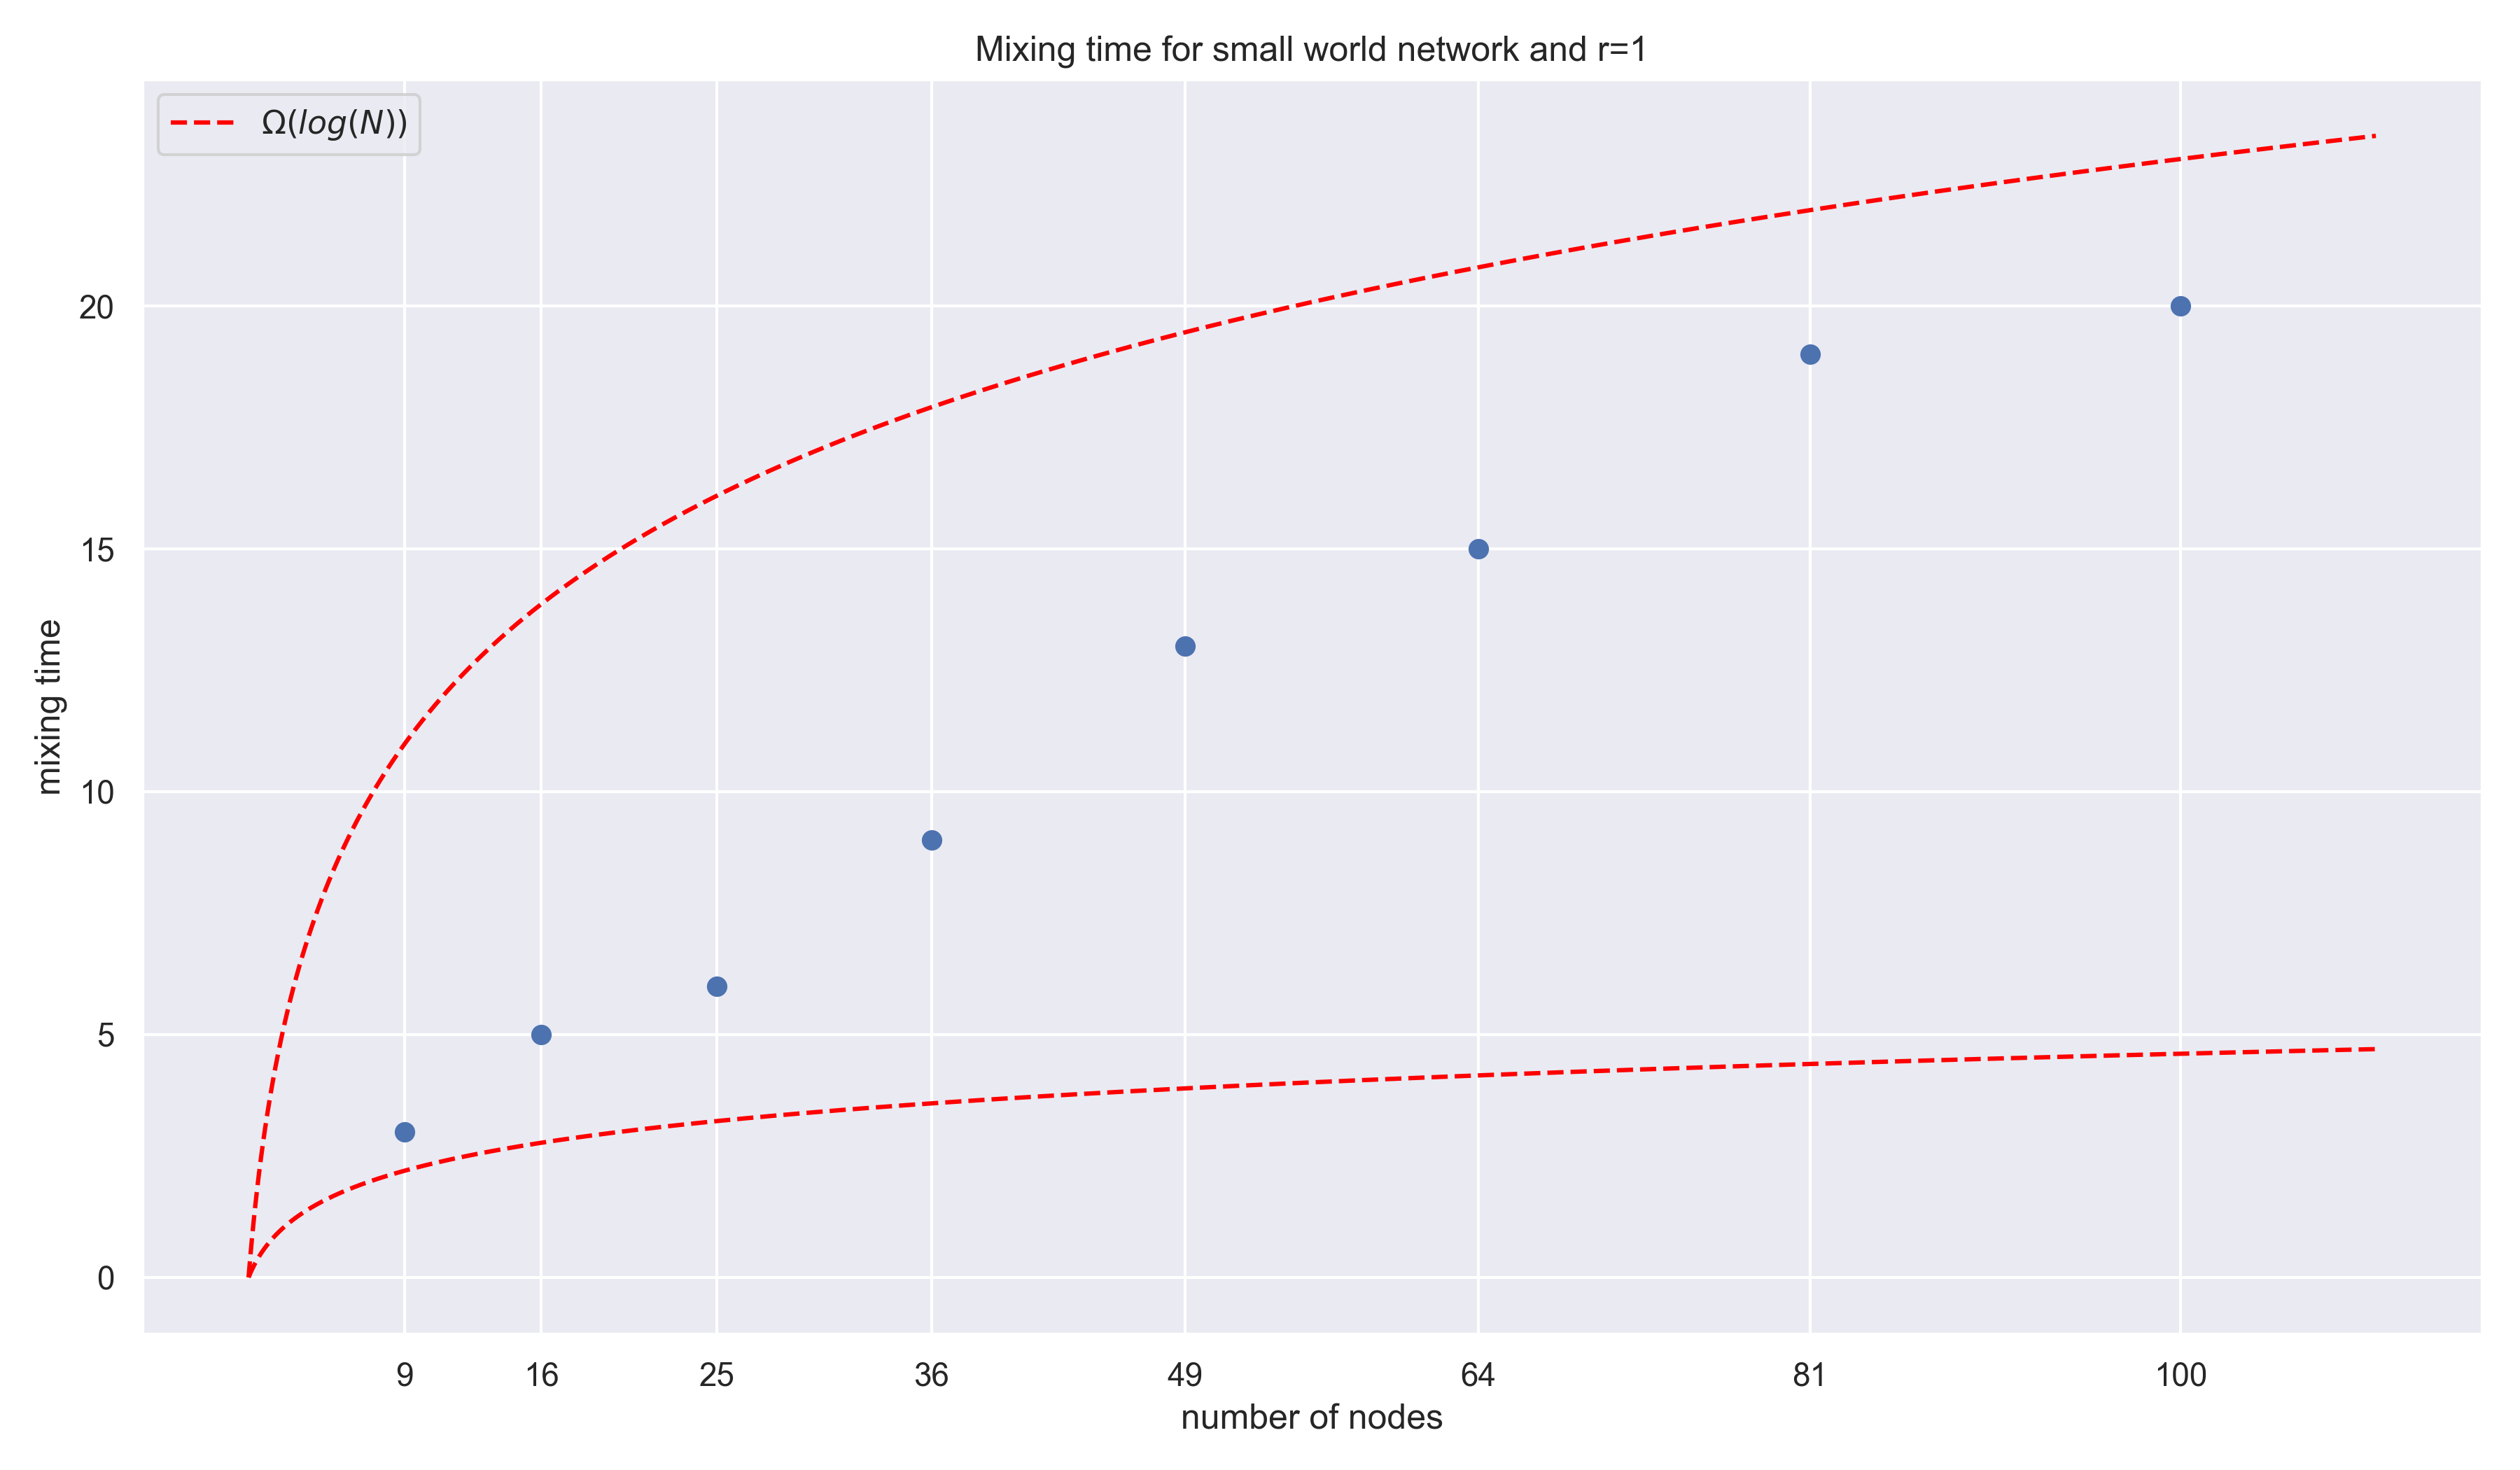 Mixing time for small world network and r=1
Ω(log(N))
mixing time
20
15
10
5
0
9 16 25 36 49 64 81 100
number of nodes